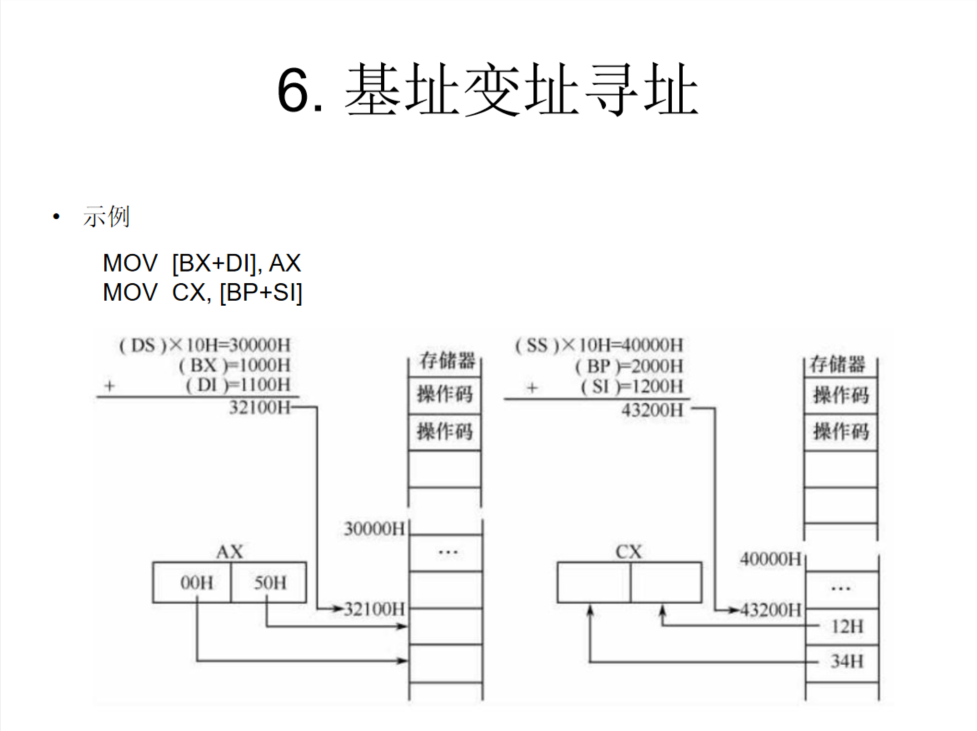 6. 基址变址寻址
• 示例
MOV [BX+DI], AX
MOV CX, [BP+SI]
(DS)×10H=30000H
(BX)=1000H
+ (DI)=1100H
32100H
存储器
操作码
操作码
30000H
…
AX
00H 50H
32100H
(SS)×10H=40000H
(BP)=2000H
+ (SI)=1200H
43200H
存储器
操作码
操作码
CX
40000H
…
43200H
12H
34H